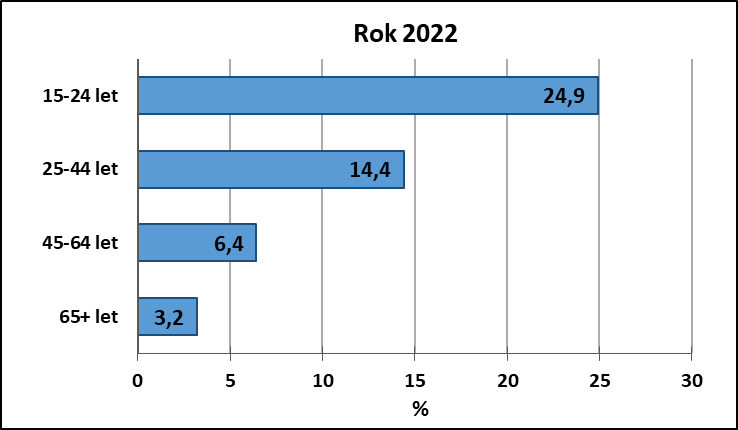 Rok 2022
15-24 let
24,9
25-44 let
14,4
45-64 let
6,4
65+ let
3,2
0 5 10 15 20 25 30
%